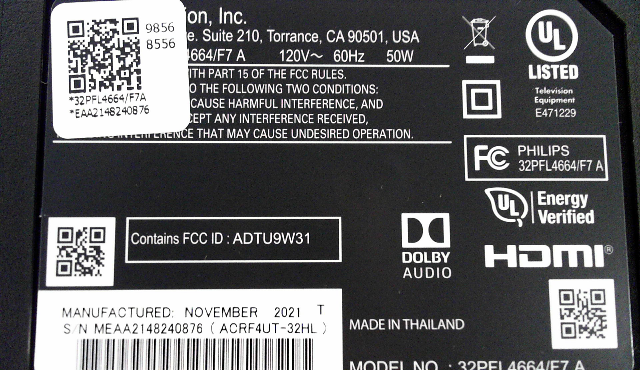 9856
8556
*32PFL4664/F7A
*EAA2148240876
ion, Inc.
e. Suite 210, Torrance, CA 90501, USA
4664/F7 120V~ 60Hz 50W
WITH PART 15 OF THE FCC RULES.
TO THE FOLLOWING TWO CONDITIONS:
CAUSE HARMFUL INTERFERENCE, AND
EPT ANY INTERFERENCE RECEIVED,
INTERFERENCE THAT MAY CAUSE UNDESIRED OPERATION.
UL
LISTED
Television
Equipment
E471229
FC PHILIPS
32PFL4664/F7 A
UL Energy
Verified
Contains FCC ID : ADTU9W31
DOLBY
AUDIO
HDMI®
MANUFACTURED: NOVEMBER 2021 T
S/N MEAA2148240876 ( ACRF4UT-32HL )
MADE IN THAILAND
MODEL NO. : 32PFL4664/F7 A